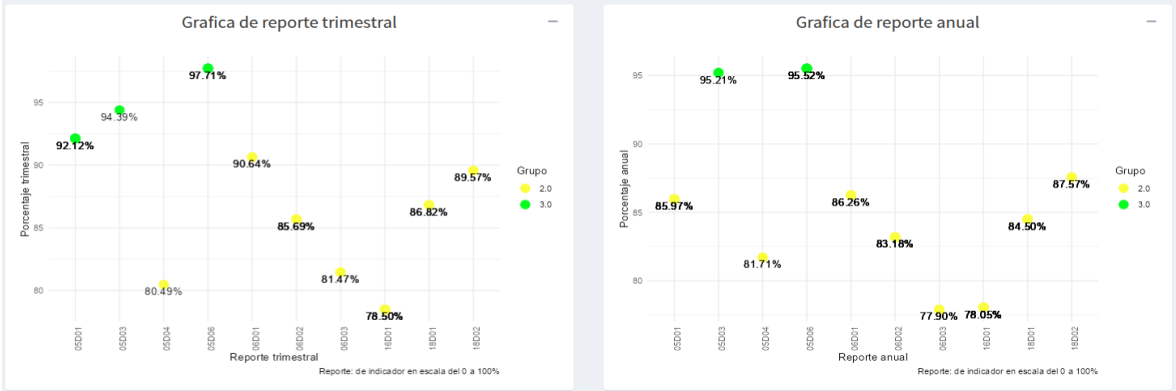 Grafica de reporte trimestral
Porcentaje trimestral
95
90
85
80
92.12%
94.39%
80.49%
97.71%
90.64%
85.69%
81.47%
78.50%
86.82%
89.57%
05D01
05D03
05D04
05D06
06D01
06D02
06D03
16D01
18D01
18D02
Reporte trimestral
Reporte: de indicador en escala del 0 a 100%
Grupo
2.0
3.0
Grafica de reporte anual
Porcentaje anual
95
90
85
80
85.97%
95.21%
81.71%
95.52%
86.26%
83.18%
77.90%
78.05%
84.50%
87.57%
05D01
05D03
05D04
05D06
06D01
06D02
06D03
16D01
18D01
18D02
Reporte anual
Reporte: de indicador en escala del 0 a 100%
Grupo
2.0
3.0